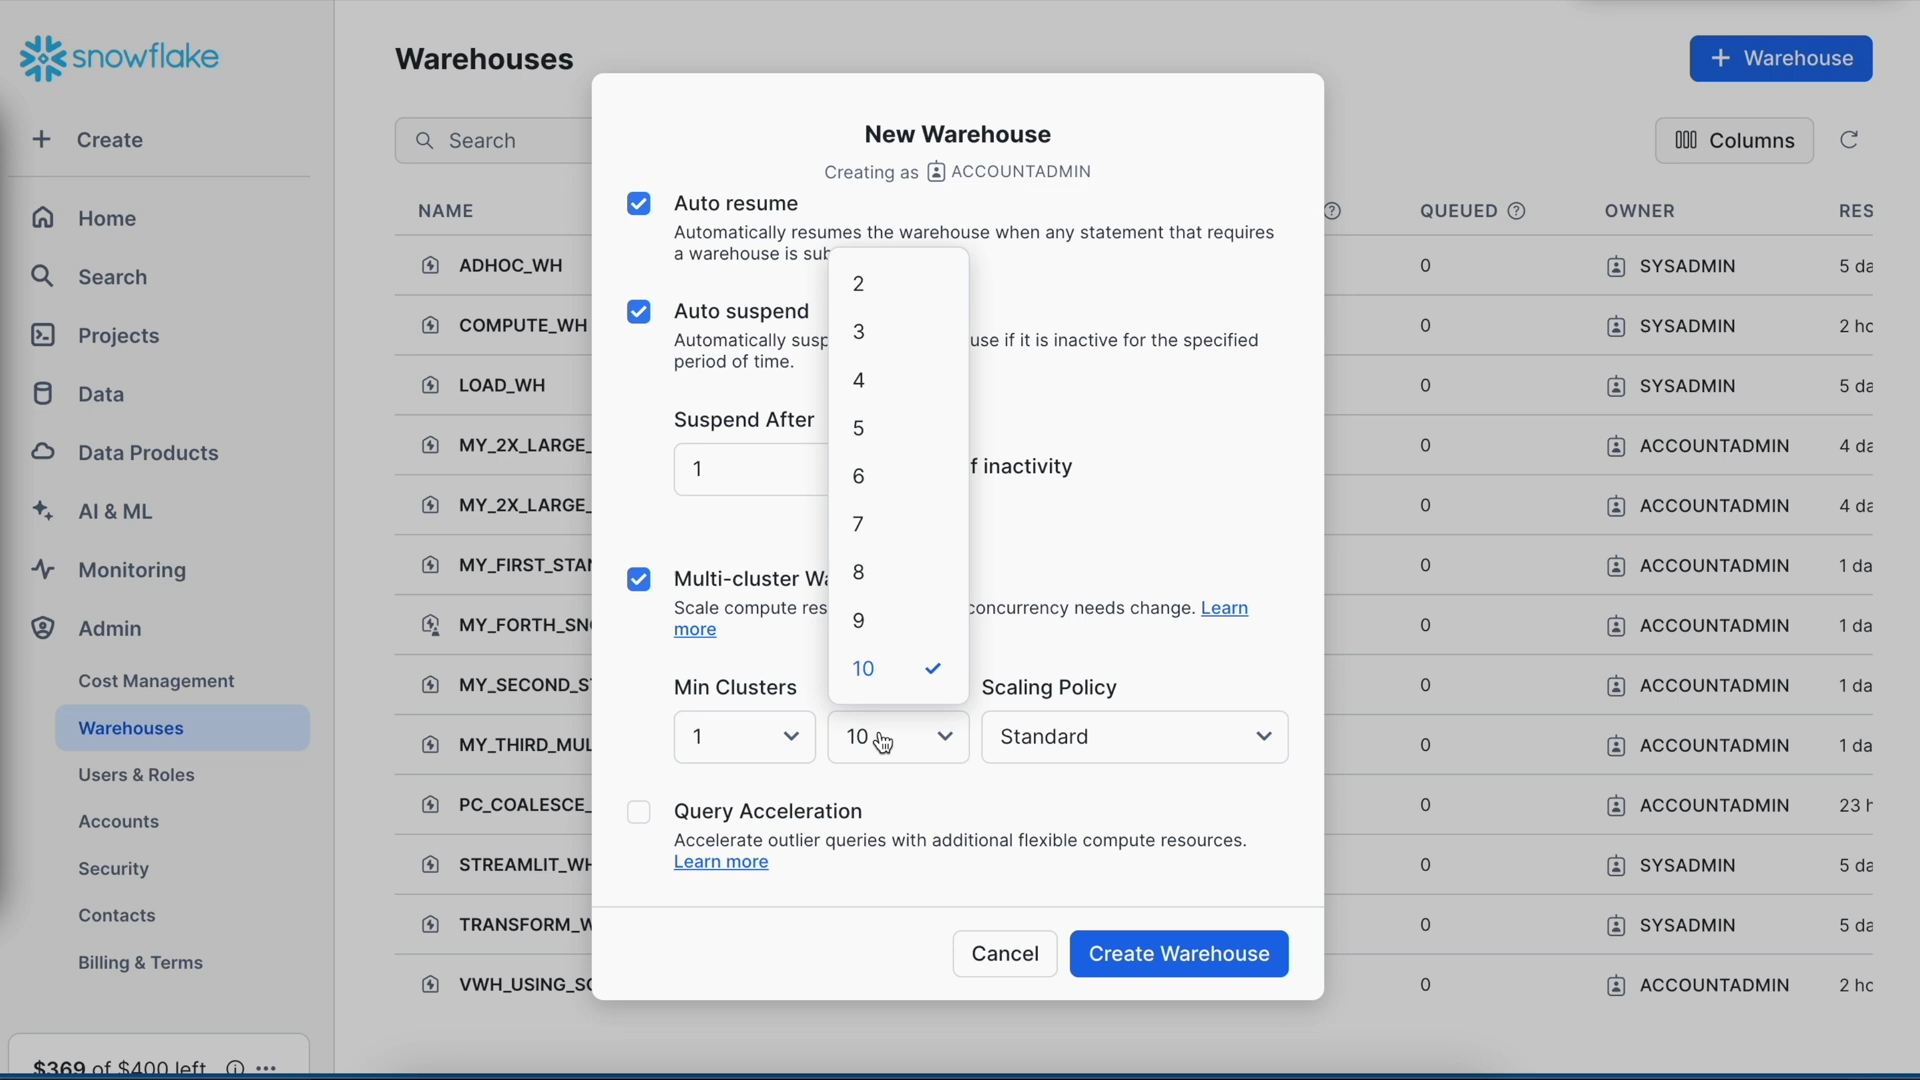 snowflake
Create
Home
Search
Projects
Data
Data Products
AI & ML
Monitoring
Admin
Cost Management
Warehouses
Users & Roles
Accounts
Security
Contacts
Billing & Terms
$369 of $400 left
Warehouses
Warehouse
Search
Columns
NAME
QUEUED
OWNER
RES
ADHOC_WH
0
SYSADMIN
5 da
COMPUTE_WH
0
SYSADMIN
2 ho
LOAD_WH
0
SYSADMIN
5 da
MY_2X_LARGE_
0
ACCOUNTADMIN
4 da
MY_2X_LARGE_
0
ACCOUNTADMIN
4 da
MY_FIRST_STAN
0
ACCOUNTADMIN
1 da
MY_FORTH_SN
0
ACCOUNTADMIN
1 da
MY_SECOND_S
0
ACCOUNTADMIN
1 da
MY_THIRD_MUL
0
ACCOUNTADMIN
1 da
PC_COALESCE_
0
ACCOUNTADMIN
23 h
STREAMLIT_WH
0
SYSADMIN
5 da
TRANSFORM_W
0
SYSADMIN
5 da
VWH_USING_SC
0
ACCOUNTADMIN
2 ho
New Warehouse
Creating as ACCOUNTADMIN
Auto resume
Automatically resumes the warehouse when any statement that requires
a warehouse is sub
Auto suspend
Automatically susp use if it is inactive for the specified
period of time.
Suspend After
1
f inactivity
Multi-cluster Wa
Scale compute res concurrency needs change. Learn
more
2
3
4
5
6
7
8
9
10
Min Clusters
Scaling Policy
1
10
Standard
Query Acceleration
Accelerate outlier queries with additional flexible compute resources.
Learn more
Cancel
Create Warehouse